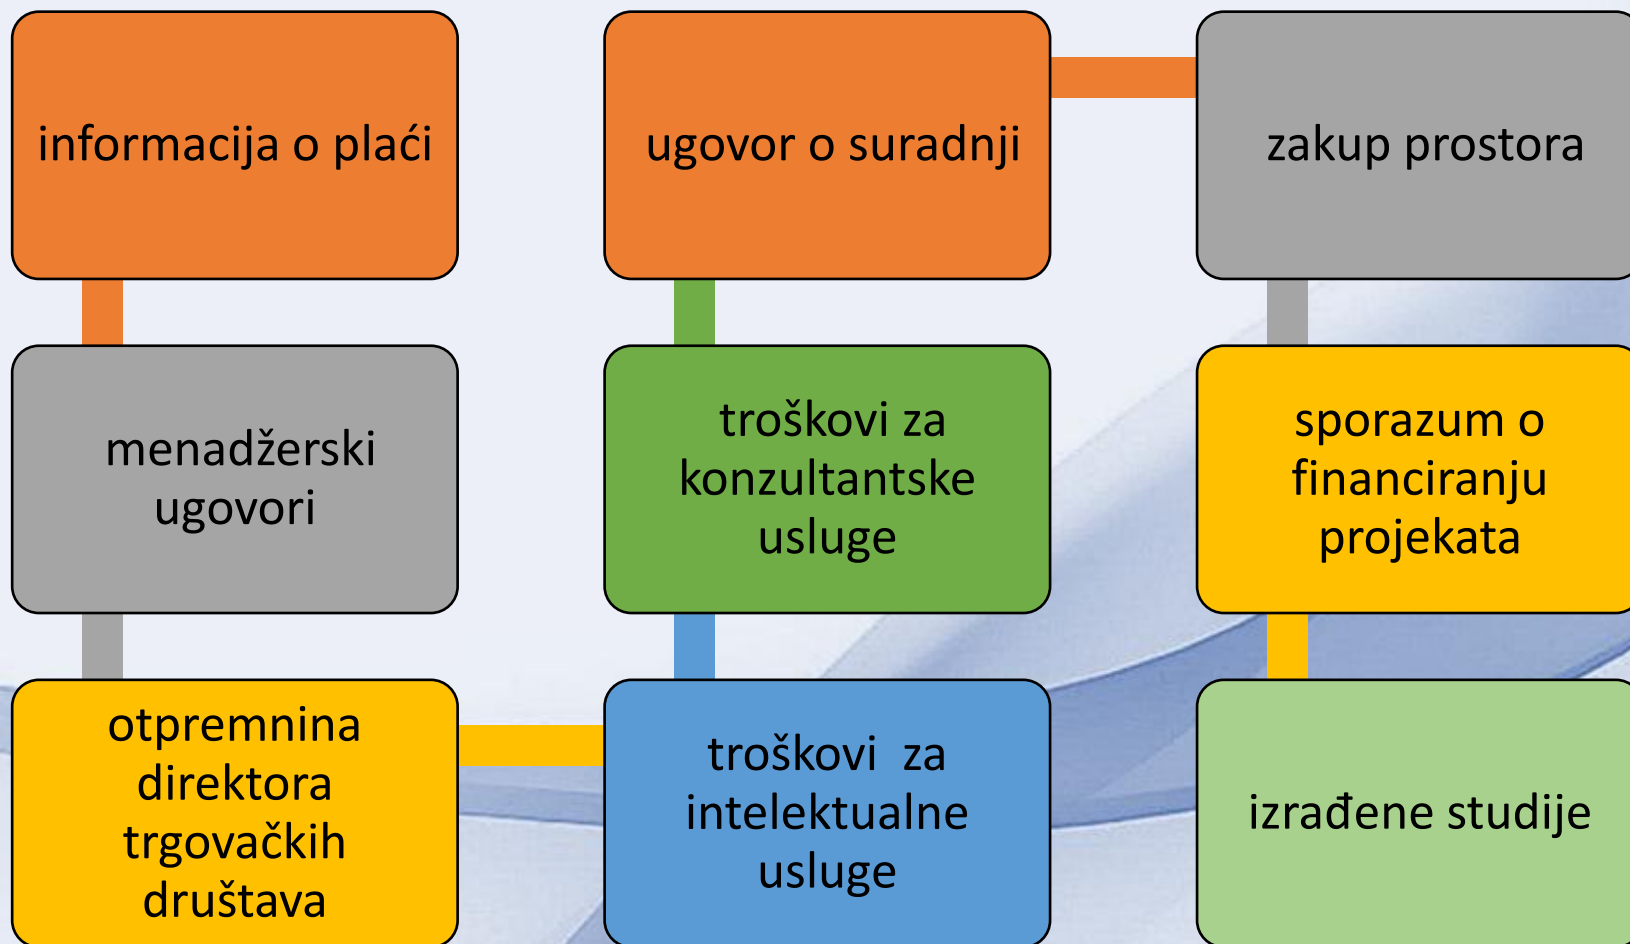 informacija o plaći
menadžerski
ugovori
otpremnina
direktora
trgovačkih
društava
troškovi za
intelektualne
usluge
troškovi za
konzultantske
usluge
ugovor o suradnji
zakup prostora
sporazum o
financiranju
projekata
izrađene studije